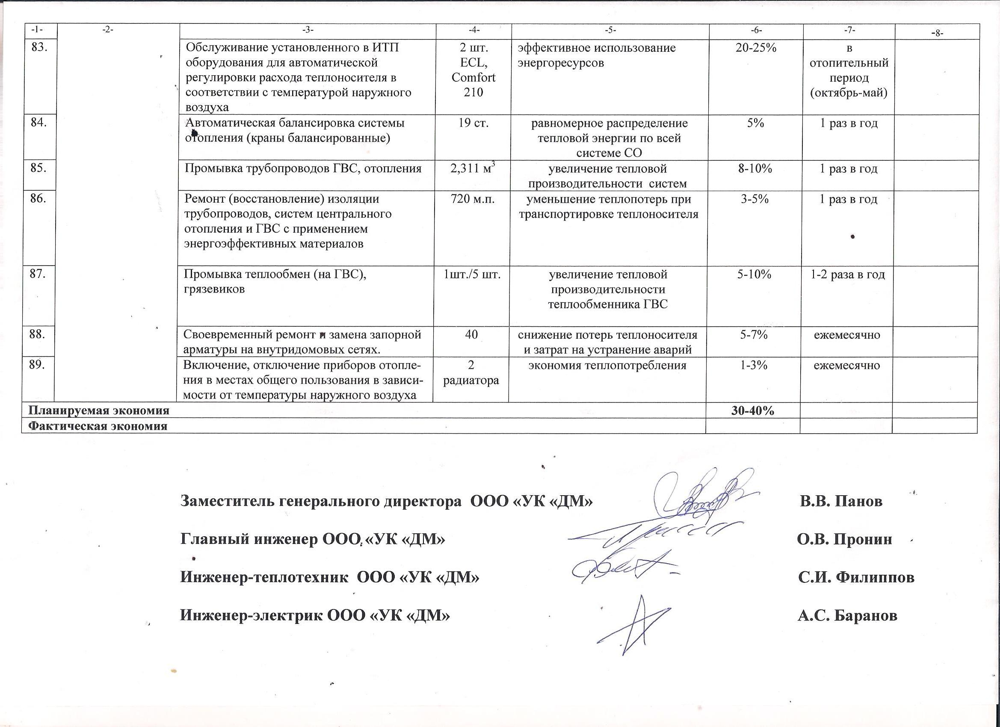 -1- -2- -3- -4- -5- -6- -7- -8-
83. Обслуживание установленного в ИТП 2 шт. эффективное использование 20-25% в
оборудования для автоматической ECL, энергоресурсов отопительный
регулировки расхода теплоносителя в Comfort период
соответствии с температурой наружного 210 (октябрь-май)
воздуха
84. Автоматическая балансировка системы 19 ст. равномерное распределение 5% 1 раз в год
отопления (краны балансированные) тепловой энергии по всей
системе СО
85. Промывка трубопроводов ГВС, отопления 2,311 м³ увеличение тепловой 8-10% 1 раз в год
производительности систем
86. Ремонт (восстановление) изоляции 720 м.п. уменьшение теплопотерь при 3-5% 1 раз в год
трубопроводов, систем центрального транспортировке теплоносителя
отопления и ГВС с применением
энергоэффективных материалов
87. Промывка теплообмен (на ГВС), 1шт./5 шт. увеличение тепловой 5-10% 1-2 раза в год
грязевиков производительности
теплообменника ГВС
88. Своевременный ремонт и замена запорной 40 снижение потерь теплоносителя 5-7% ежемесячно
арматуры на внутридомовых сетях. и затрат на устранение аварий
89. Включение, отключение приборов отопле- 2 экономия теплопотребления 1-3% ежемесячно
ния в местах общего пользования в зависи- радиатора
мости от температуры наружного воздуха
Планируемая экономия 30-40%
Фактическая экономия
Заместитель генерального директора ООО «УК «ДМ» В.В. Панов
Главный инженер ООО «УК «ДМ» О.В. Пронин
Инженер-теплотехник ООО «УК «ДМ» С.И. Филиппов
Инженер-электрик ООО «УК «ДМ» А.С. Баранов